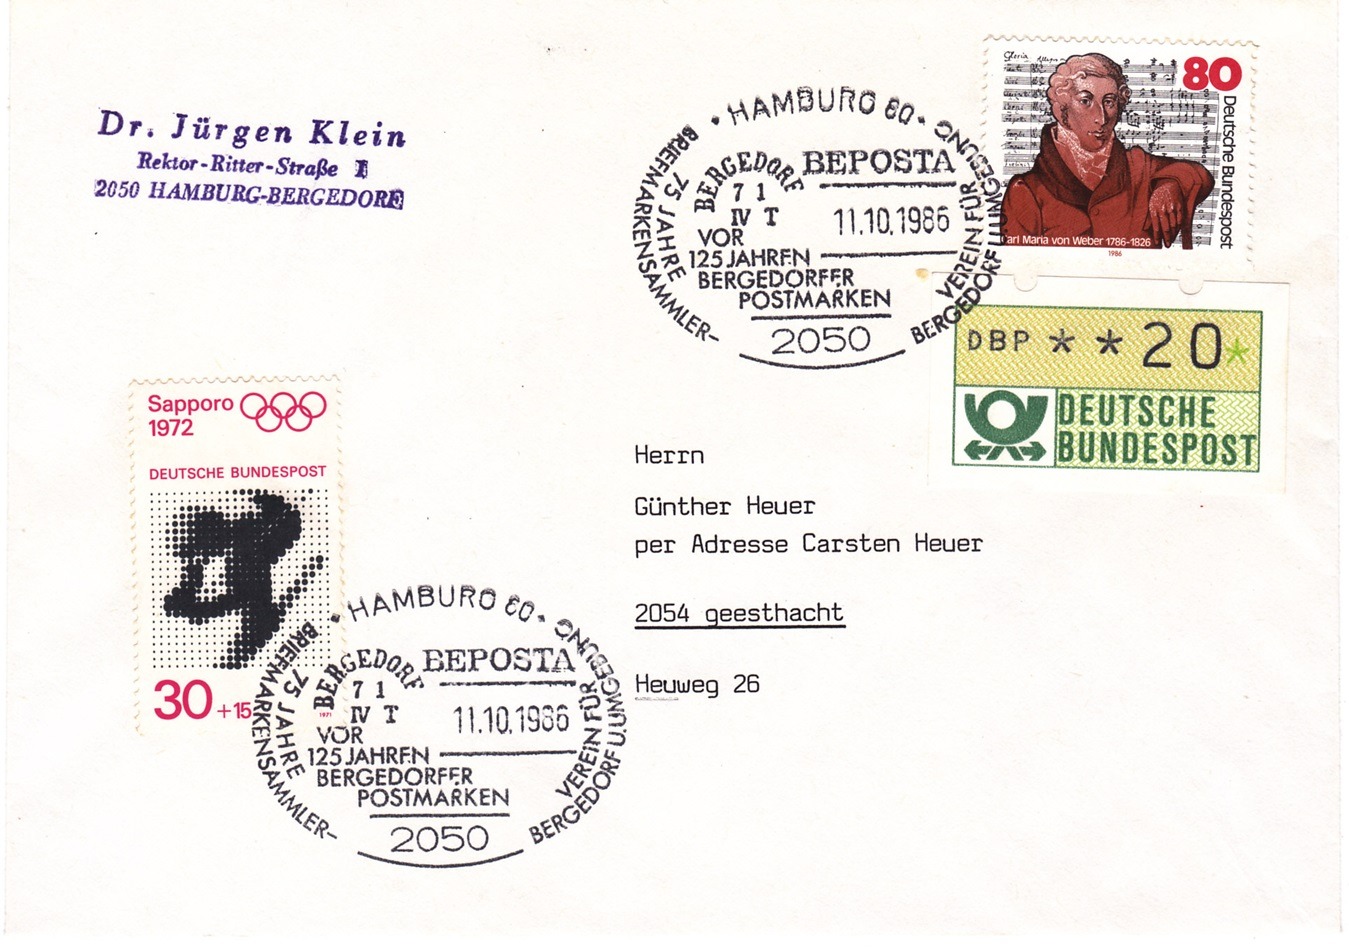 Dr. Jürgen Klein
Rektor-Ritter-Straße 1
2050 HAMBURG-BERGEDORF
Gloria
80
Deutsche Bundespost
Carl Maria von Weber 1786-1826
1986
HAMBURG 80
75 JAHRE
BRIEFMARKENSAMMLER-
VEREIN FÜR
BERGEDORF U.UMGEBUNG
BERGEDORF
71
IV T
BEPOSTA
11.10.1986
VOR
125 JAHREN
BERGEDORFER
POSTMARKEN
2050
DBP **20*
DEUTSCHE
BUNDESPOST
Sapporo
1972
DEUTSCHE BUNDESPOST
30 +15
1971
Herrn
Günther Heuer
per Adresse Carsten Heuer
2054 geesthacht
Heuweg 26
HAMBURG 80
75 JAHRE
BRIEFMARKENSAMMLER-
VEREIN FÜR
BERGEDORF U.UMGEBUNG
BERGEDORF
71
IV T
BEPOSTA
11.10.1986
VOR
125 JAHREN
BERGEDORFER
POSTMARKEN
2050